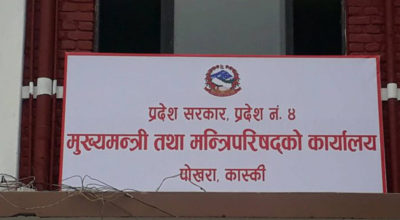 प्रदेश सरकार, प्रदेश नं. ४
मुख्यमन्त्री तथा मन्त्रिपरिषद्को कार्यालय
पोखरा, कास्की